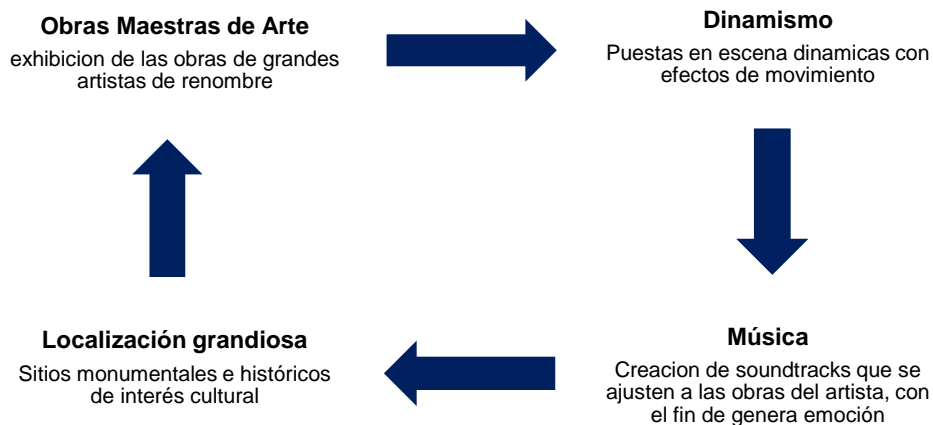 Obras Maestras de Arte
exhibicion de las obras de grandes
artistas de renombre
Dinamismo
Puestas en escena dinamicas con
efectos de movimiento
Localización grandiosa
Sitios monumentales e históricos
de interés cultural
Música
Creacion de soundtracks que se
ajusten a las obras del artista, con
el fin de genera emoción